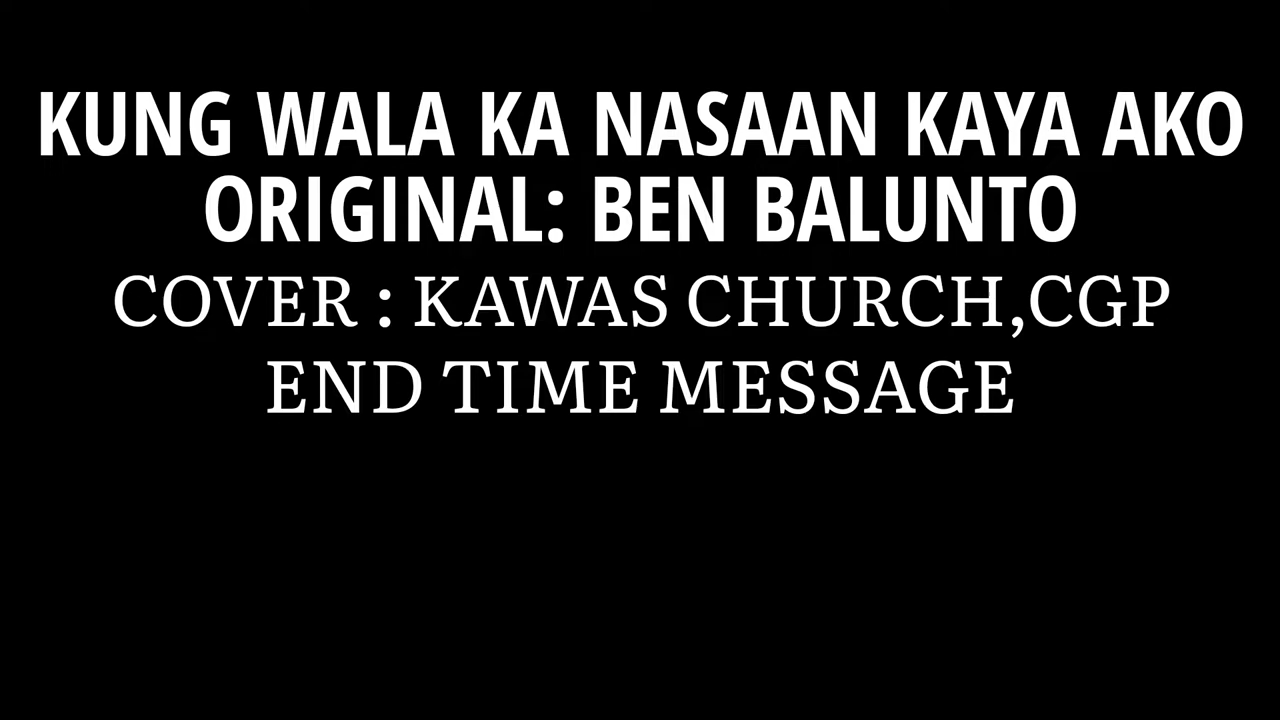 KUNG WALA KA NASAAN KAYA AKO
ORIGINAL: BEN BALUNTO
COVER : KAWAS CHURCH,CGP
END TIME MESSAGE